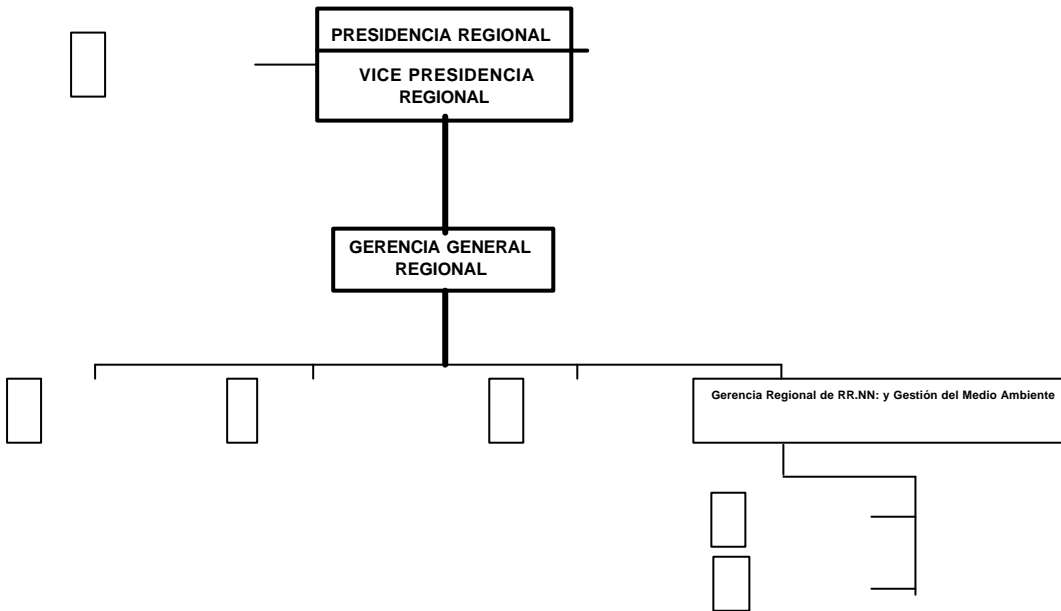 PRESIDENCIA REGIONAL
VICE PRESIDENCIA
REGIONAL
GERENCIA GENERAL
REGIONAL
Gerencia Regional de RR.NN: y Gestión del Medio Ambiente